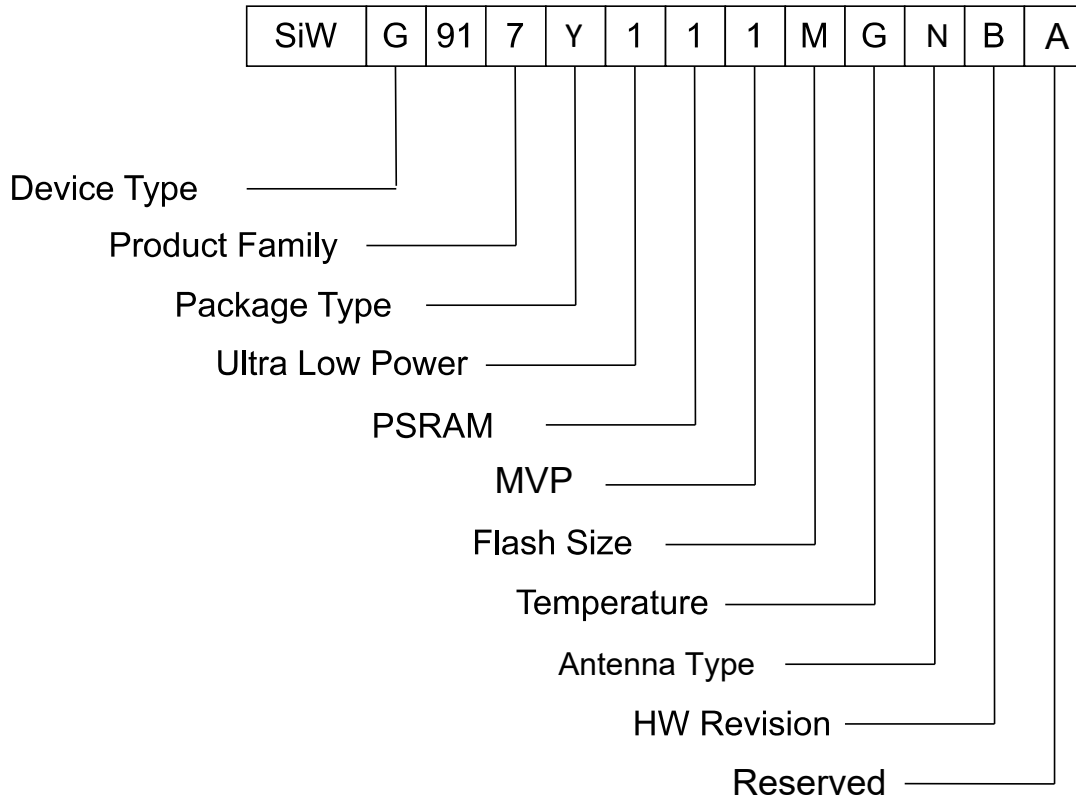 SiW G 91 7 Y 1 1 1 M G N B A
Device Type
Product Family
Package Type
Ultra Low Power
PSRAM
MVP
Flash Size
Temperature
Antenna Type
HW Revision
Reserved